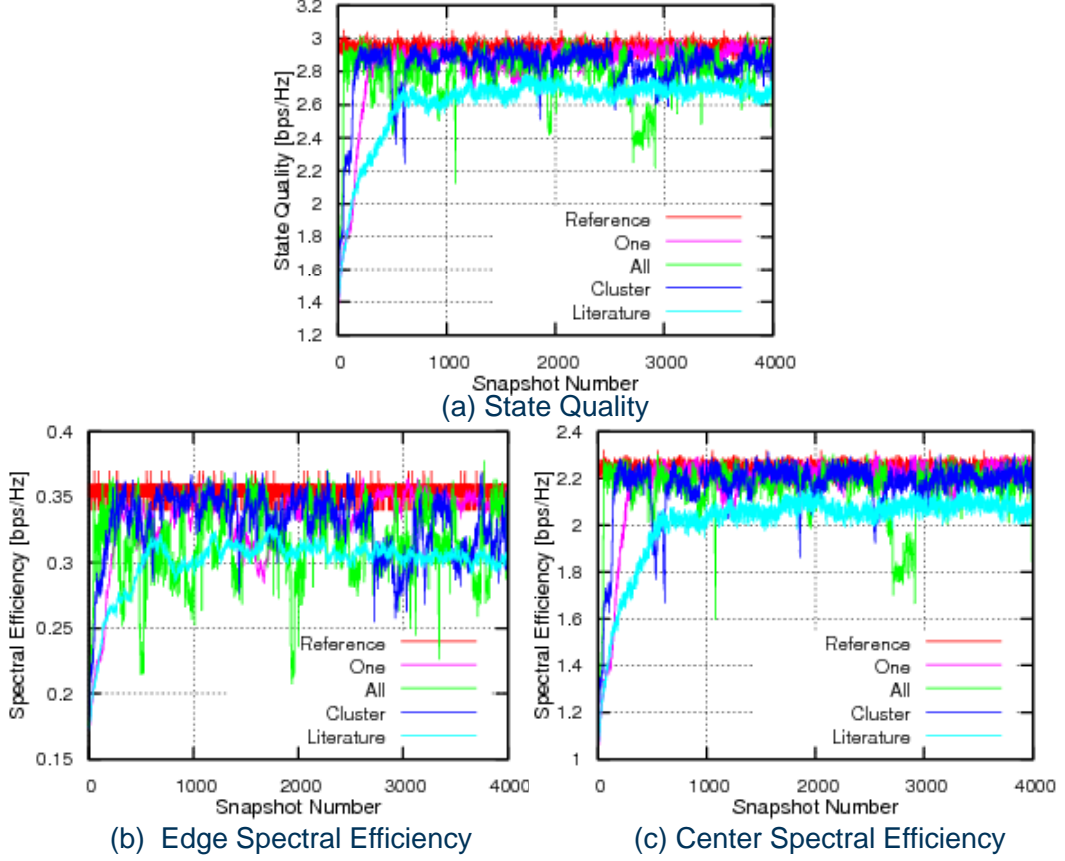 3.2
3
2.8
2.6
2.4
2.2
2
1.8
1.6
1.4
1.2
State Quality [bps/Hz]
Reference
One
All
Cluster
Literature
0 1000 2000 3000 4000
Snapshot Number
(a) State Quality
0.4
0.35
0.3
0.25
0.2
0.15
Spectral Efficiency [bps/Hz]
Reference
One
All
Cluster
Literature
0 1000 2000 3000 4000
Snapshot Number
(b) Edge Spectral Efficiency
2.4
2.2
2
1.8
1.6
1.4
1.2
1
Spectral Efficiency [bps/Hz]
Reference
One
All
Cluster
Literature
0 1000 2000 3000 4000
Snapshot Number
(c) Center Spectral Efficiency